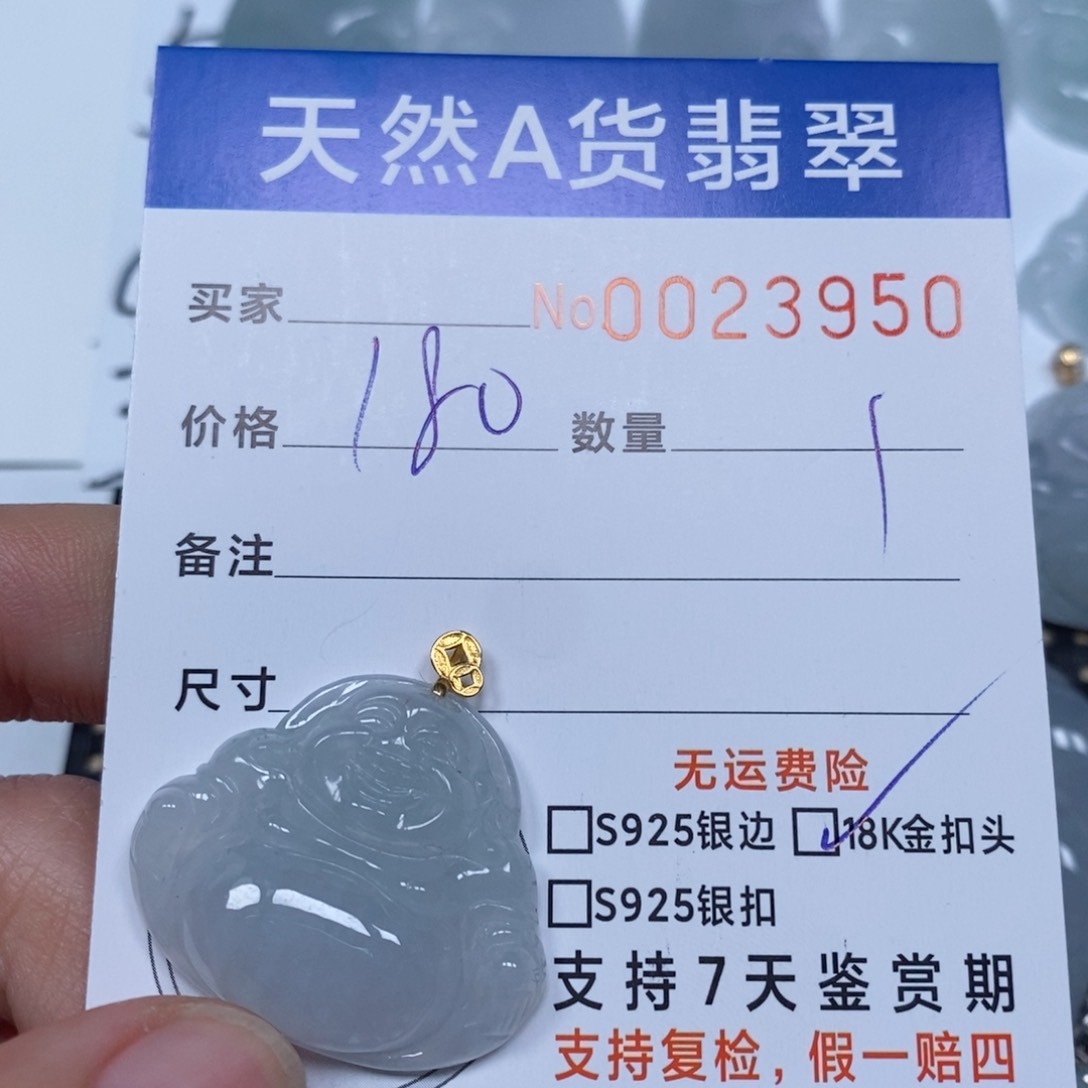 天然A货翡翠
买家 No 0023950
价格 180 数量 1
备注
尺寸
无运费险
S925银边 18K金扣头
S925银扣
支持7天鉴赏期
支持复检,假一赔四